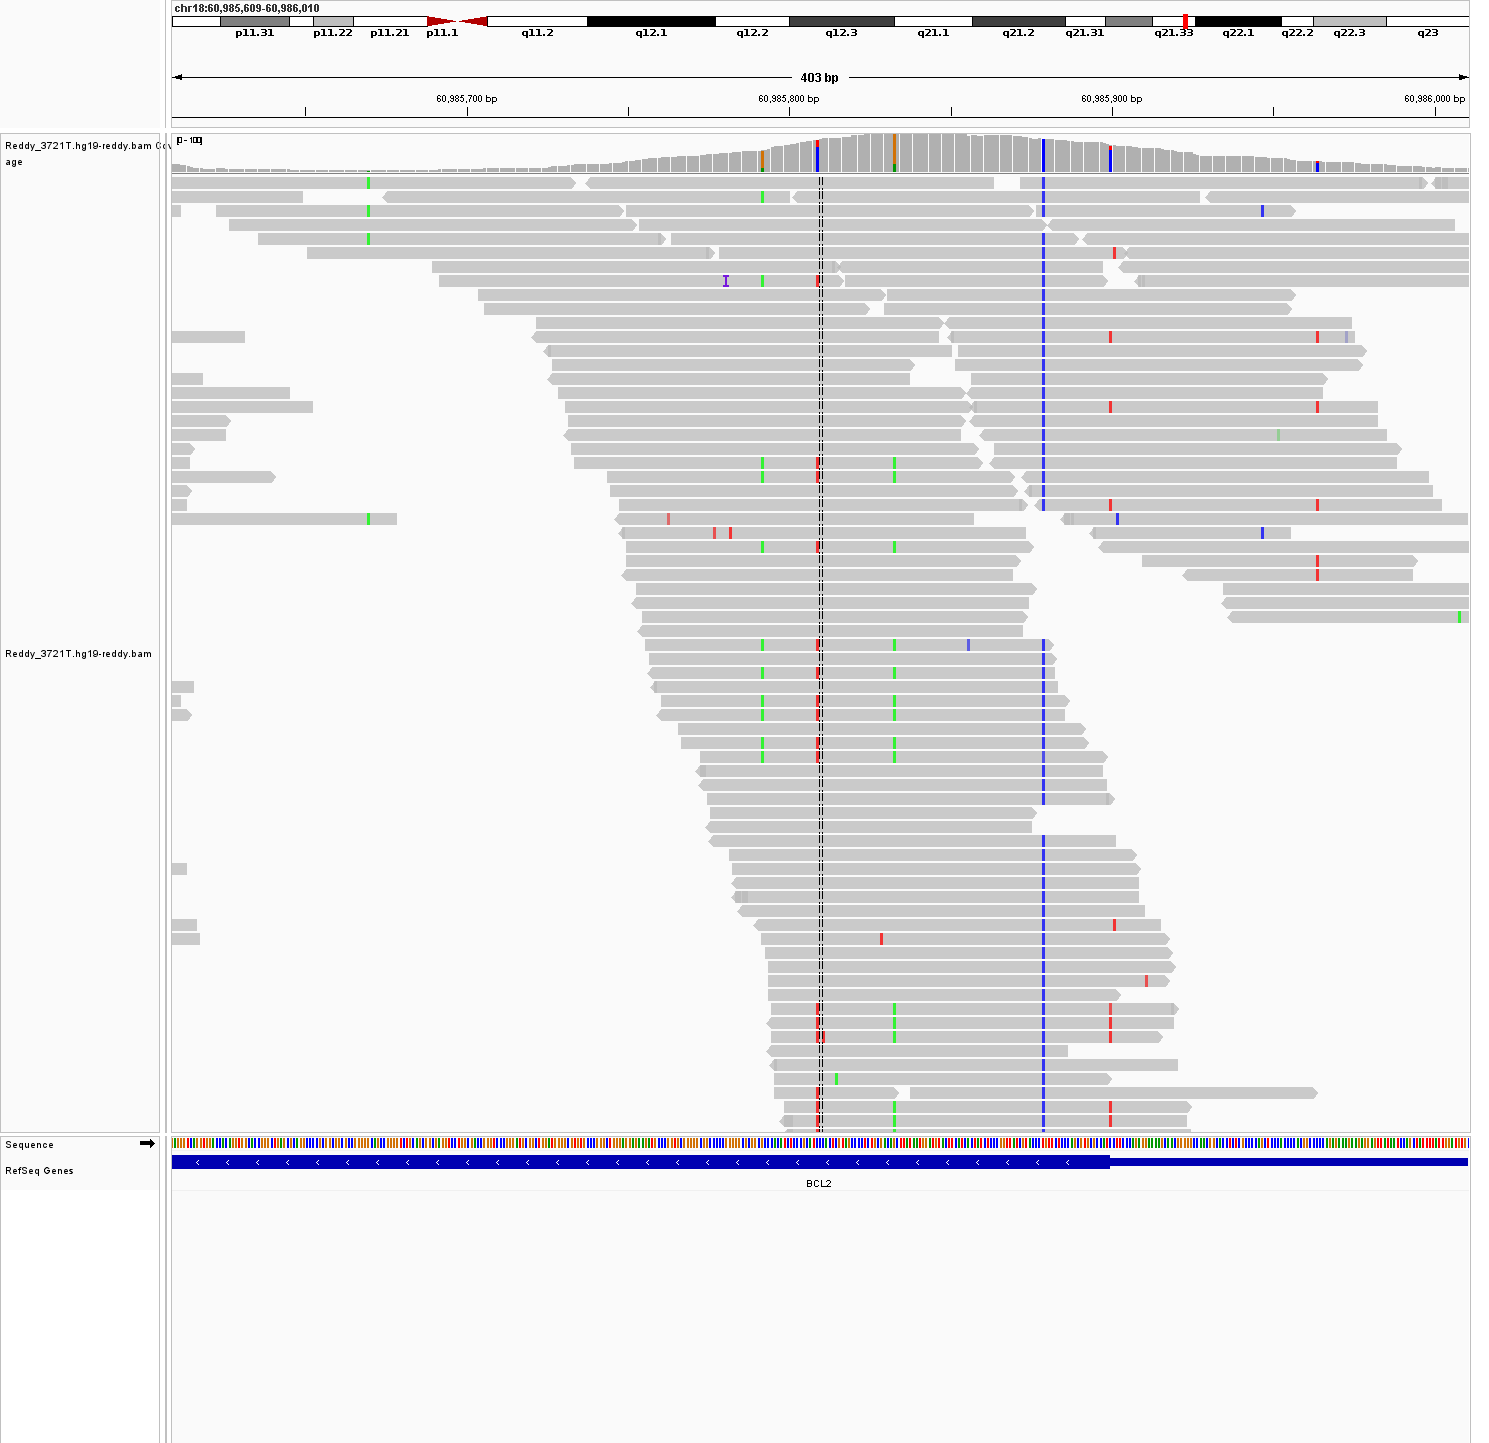 chr18:60,985,609-60,986,010
p11.31 p11.22 p11.21 p11.1 q11.2 q12.1 q12.2 q12.3 q21.1 q21.2 q21.31 q21.33 q22.1 q22.2 q22.3 q23
403 bp
60,985,700 bp 60,985,800 bp 60,985,900 bp 60,986,000 bp
Reddy_3721T.hg19-reddy.bam Cov
age
[0 - 100]
Reddy_3721T.hg19-reddy.bam
Sequence
RefSeq Genes
BCL2